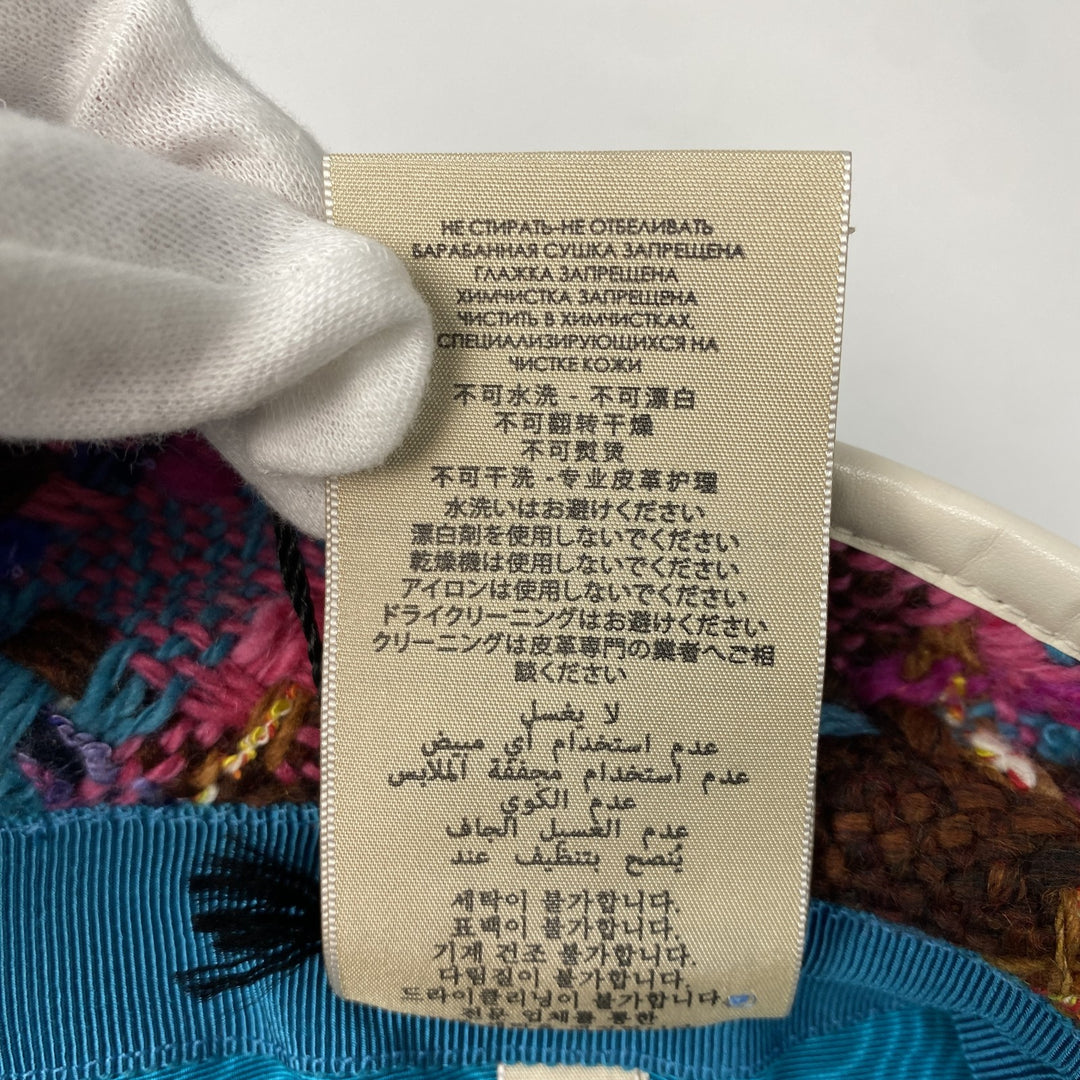 НЕ СТИРАТЬ-НЕ ОТБЕЛИВАТЬ
БАРАБАННАЯ СУШКА ЗАПРЕЩЕНА
ГЛАЖКА ЗАПРЕЩЕНА
ХИМЧИСТКА ЗАПРЕЩЕНА
ЧИСТИТЬ В ХИМЧИСТКАХ,
СПЕЦИАЛИЗИРУЮЩИХСЯ НА
ЧИСТКЕ КОЖИ
不可水洗 - 不可漂白
不可翻转干燥
不可熨烫
不可干洗 -专业皮革护理
水洗いはお避けください
漂白剤を使用しないでください
乾燥機は使用しないでください
アイロンは使用しないでください
ドライクリーニングはお避けください
クリーニングは皮革専門の業者へご相
談ください
لا يغسل
عدم استخدام أي مبيض
عدم استخدام مجففة الملابس
عدم الكوي
عدم الغسيل الجاف
يُنصح بتنظيف عند
세탁이 불가합니다.
표백이 불가합니다.
기계 건조 불가합니다.
다림질이 불가합니다.
드라이클리닝이 불가합니다.
전문 업체를 통한